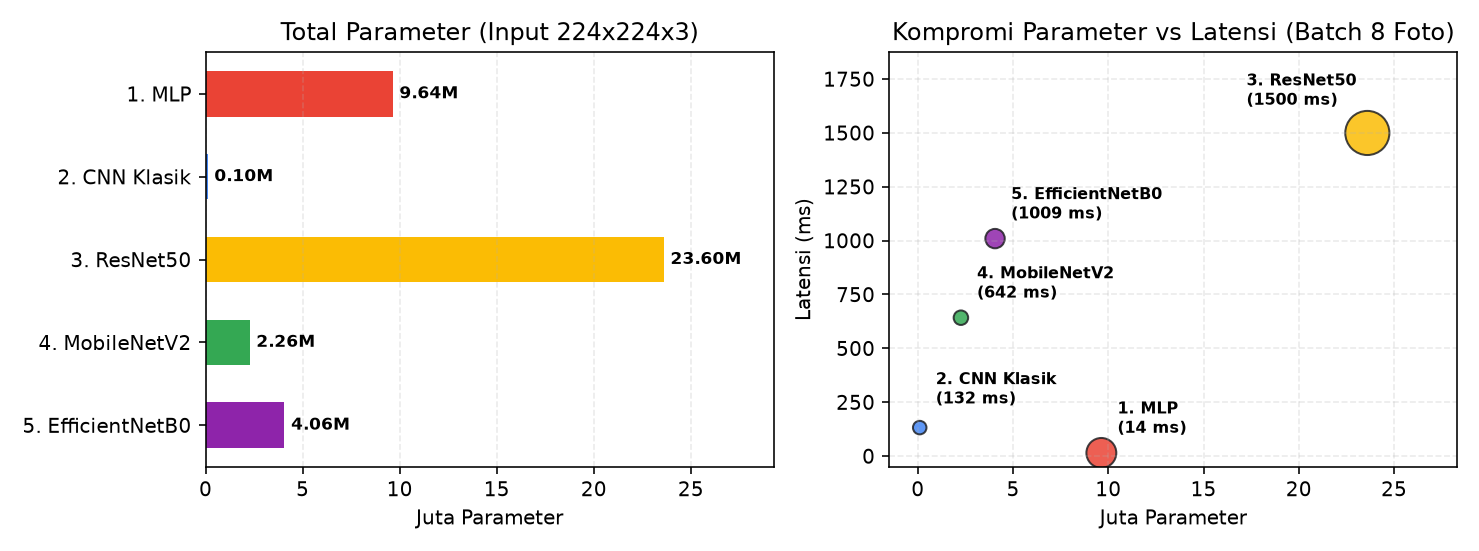 Total Parameter (Input 224x224x3)
1. MLP
9.64M
2. CNN Klasik
0.10M
3. ResNet50
23.60M
4. MobileNetV2
2.26M
5. EfficientNetB0
4.06M
0 5 10 15 20 25
Juta Parameter
Kompromi Parameter vs Latensi (Batch 8 Foto)
Latensi (ms)
1750
1500
1250
1000
750
500
250
0
3. ResNet50
(1500 ms)
5. EfficientNetB0
(1009 ms)
4. MobileNetV2
(642 ms)
2. CNN Klasik
(132 ms)
1. MLP
(14 ms)
0 5 10 15 20 25
Juta Parameter